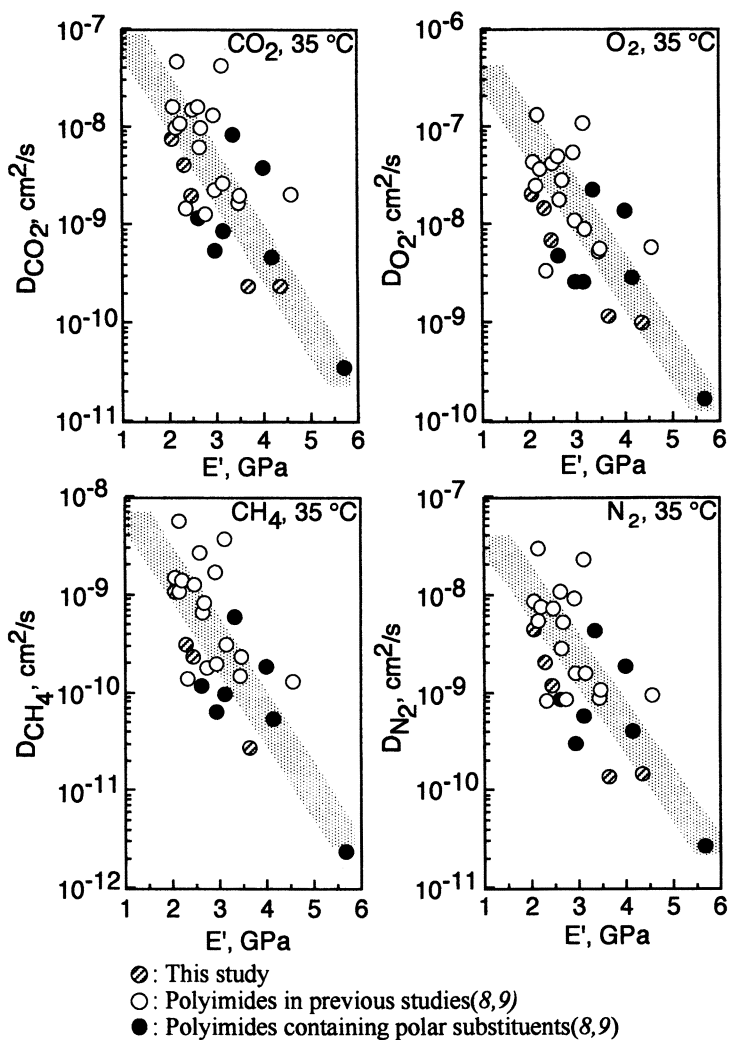 CO2, 35 °C
10-7
10-8
10-9
10-10
10-11
DCO2, cm2/s
1 2 3 4 5 6
E', GPa
O2, 35 °C
10-6
10-7
10-8
10-9
10-10
DO2, cm2/s
1 2 3 4 5 6
E', GPa
CH4, 35 °C
10-8
10-9
10-10
10-11
10-12
DCH4, cm2/s
1 2 3 4 5 6
E', GPa
N2, 35 °C
10-7
10-8
10-9
10-10
10-11
DN2, cm2/s
1 2 3 4 5 6
E', GPa
: This study
: Polyimides in previous studies(8,9)
: Polyimides containing polar substituents(8,9)